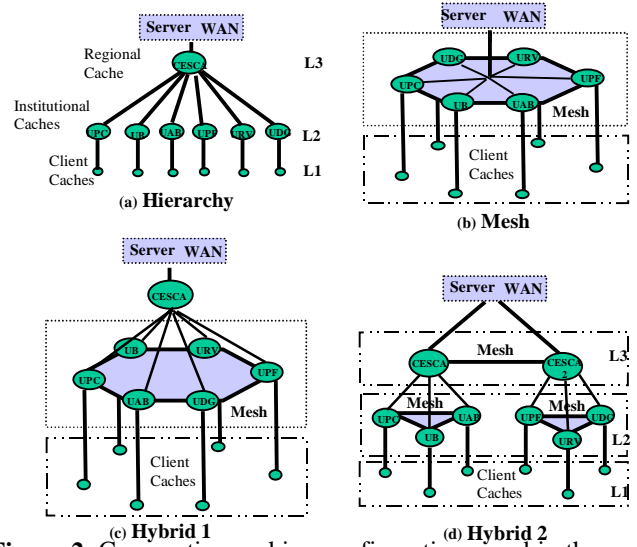 Server WAN
Regional
Cache
CESCA
L3
Institutional
Caches
UPC
UB
UAB
UPF
URV
UDG
L2
Client
Caches
L1
(a) Hierarchy
Server WAN
UDG
URV
UPC
UPF
UB
UAB
Mesh
Client
Caches
(b) Mesh
Server WAN
CESCA
UB
URV
UPC
UPF
UAB
UDG
Mesh
Client
Caches
(c) Hybrid 1
Server WAN
CESCA
Mesh
CESCA
2
L3
Mesh
Mesh
UPC
UAB
UB
UPF
UDG
URV
L2
Client
Caches
L1
(d) Hybrid 2